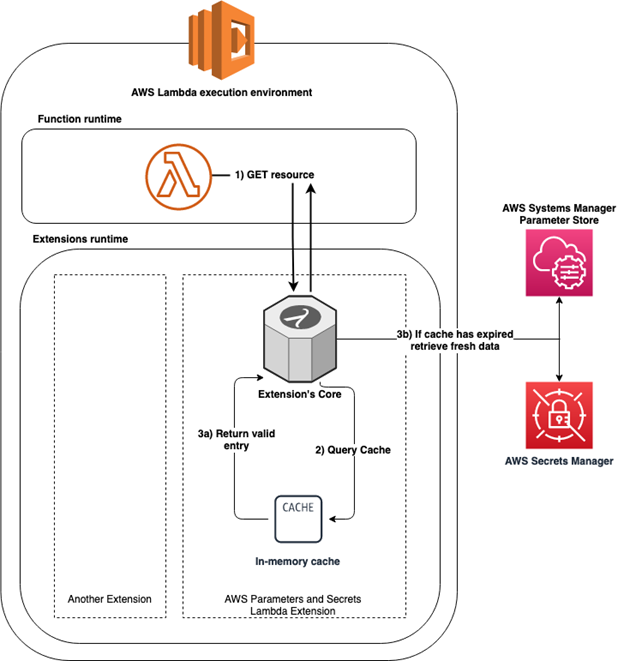 AWS Lambda execution environment
Function runtime
1) GET resource
Extensions runtime
AWS Systems Manager
Parameter Store
3b) If cache has expired
retrieve fresh data
Extension's Core
3a) Return valid
entry
2) Query Cache
AWS Secrets Manager
CACHE
In-memory cache
Another Extension
AWS Parameters and Secrets
Lambda Extension